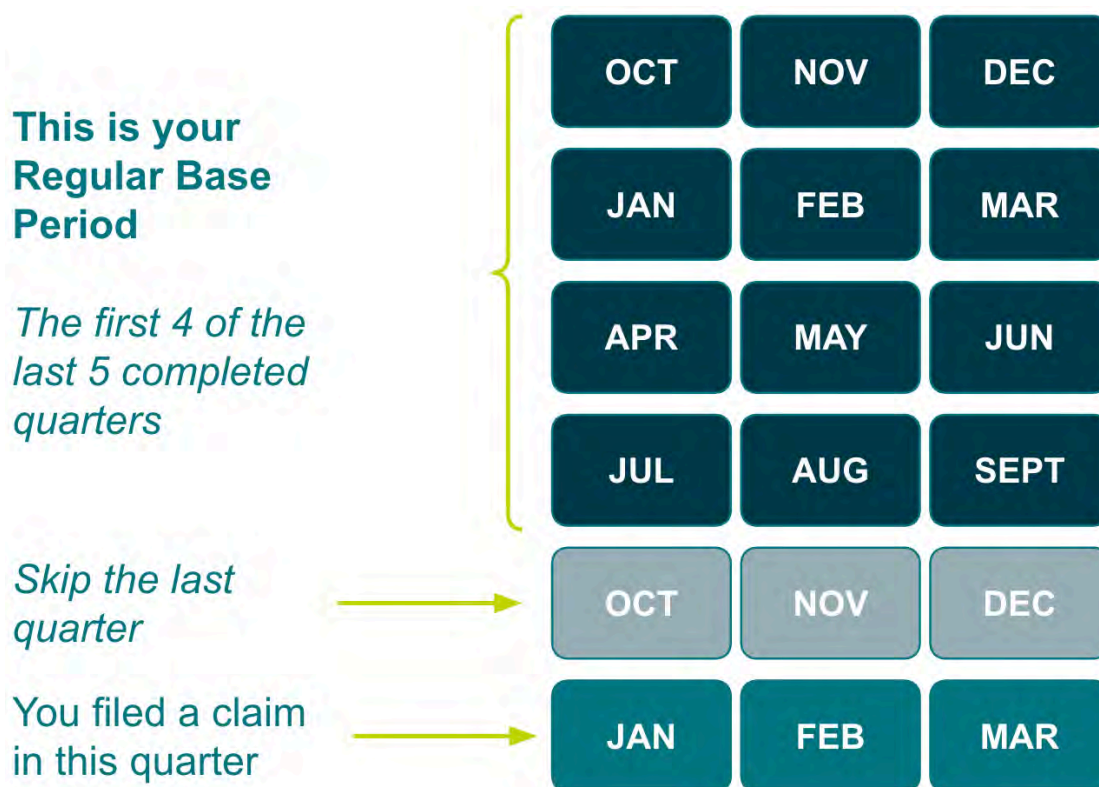 OCT NOV DEC
This is your
Regular Base
Period
JAN FEB MAR
The first 4 of the
last 5 completed
quarters
APR MAY JUN
JUL AUG SEPT
Skip the last
quarter
OCT NOV DEC
You filed a claim
in this quarter
JAN FEB MAR